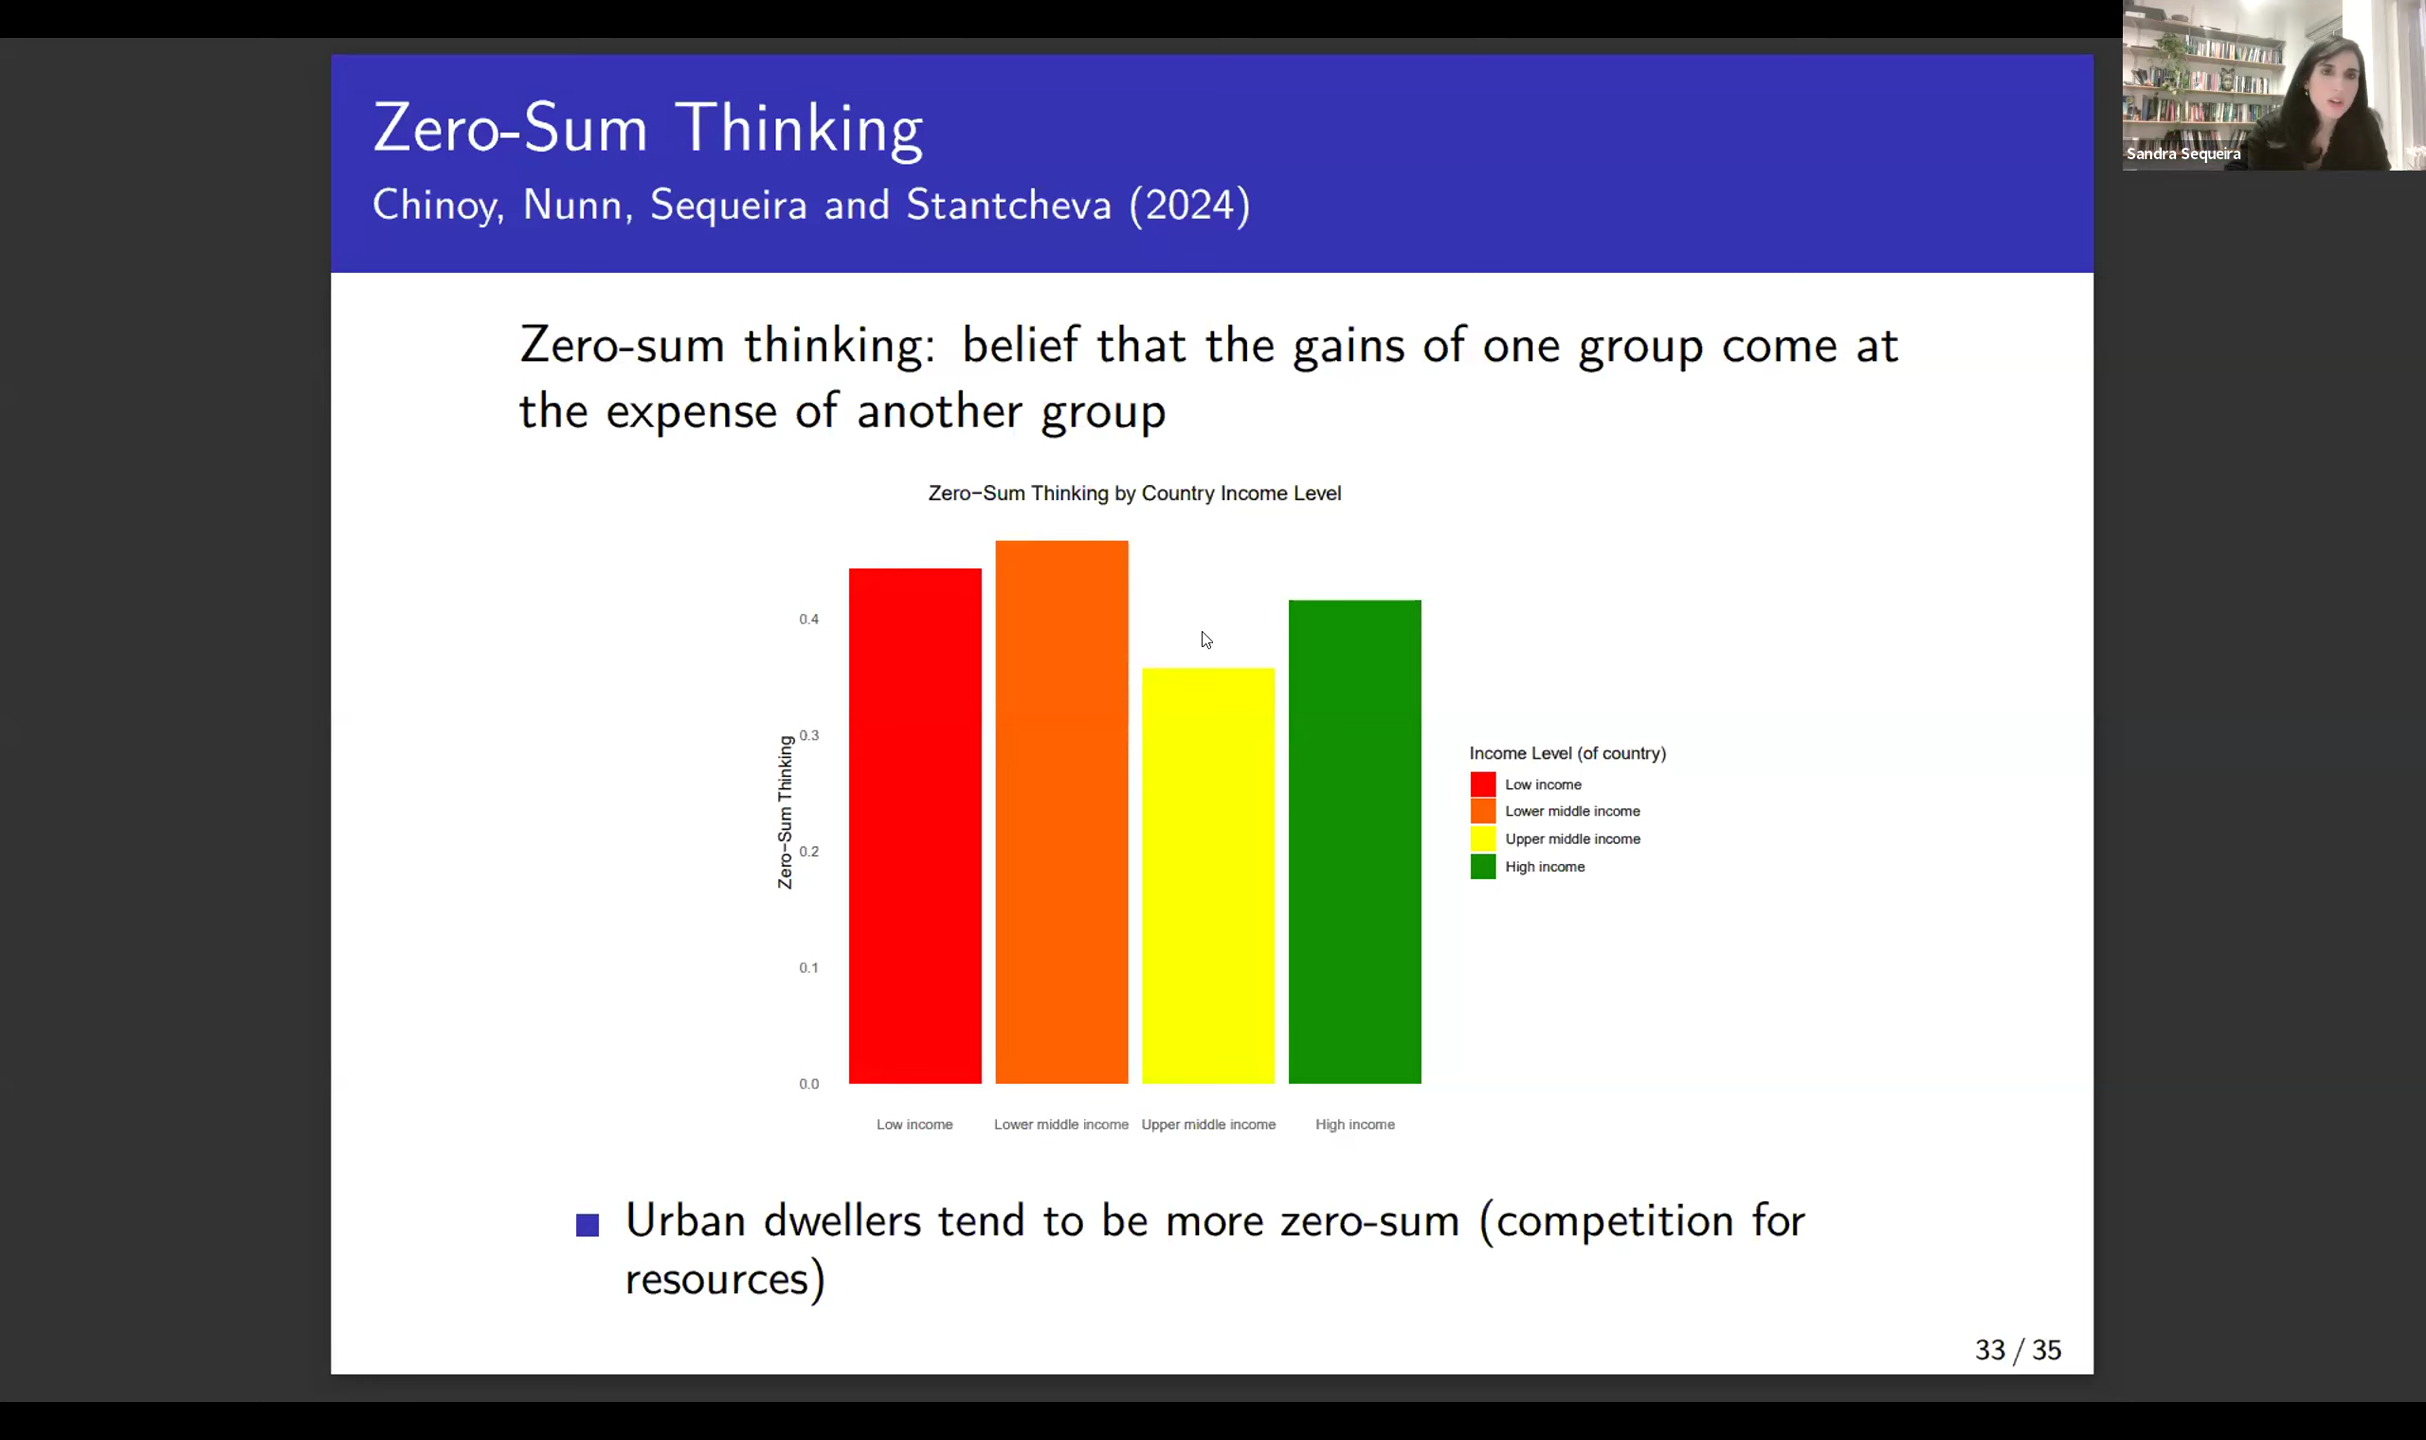 Sandra Sequeira
Zero-Sum Thinking
Chinoy, Nunn, Sequeira and Stantcheva (2024)
Zero-sum thinking: belief that the gains of one group come at
the expense of another group
Zero−Sum Thinking by Country Income Level
Zero−Sum Thinking
0.4
0.3
0.2
0.1
0.0
Low income
Lower middle income
Upper middle income
High income
Income Level (of country)
Low income
Lower middle income
Upper middle income
High income
Urban dwellers tend to be more zero-sum (competition for
resources)
33 / 35